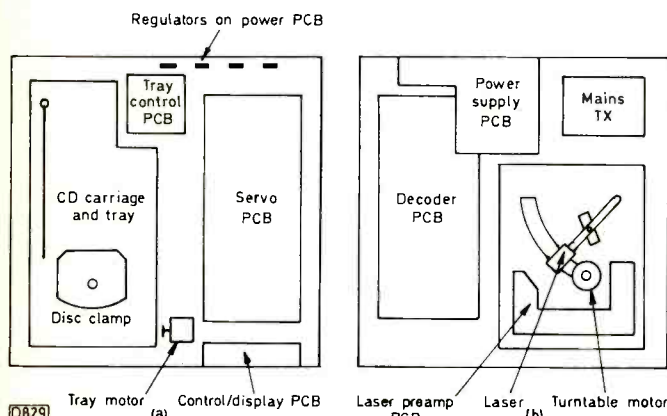 Regulators on power PCB
Tray
control
PCB
CD carriage
and tray
Servo
PCB
Disc clamp
Tray motor
Control/display PCB
(a)
Power
supply
PCB
Mains
TX
Decoder
PCB
Laser preamp
PCB
Laser
Turntable motor
(b)
D829